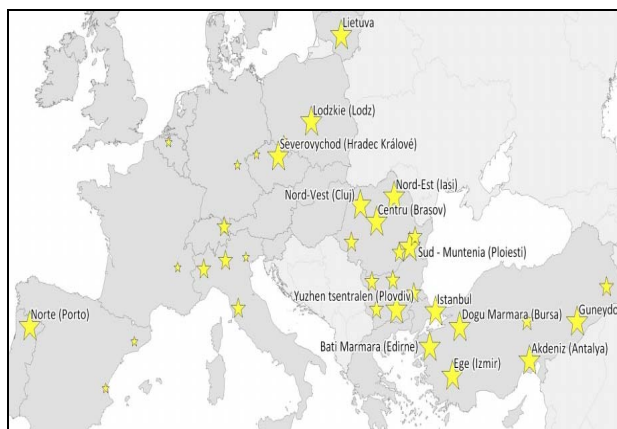 Lietuva
Lodzkie (Lodz)
Severovychod (Hradec Králové)
Nord-Vest (Cluj)
Nord-Est (Iasi)
Centru (Brasov)
Sud - Muntenia (Ploiesti)
Yuzhen tsentralen (Plovdiv)
Istanbul
Norte (Porto)
Dogu Marmara (Bursa)
Guneydo
Bati Marmara (Edirne)
Akdeniz (Antalya)
Ege (Izmir)